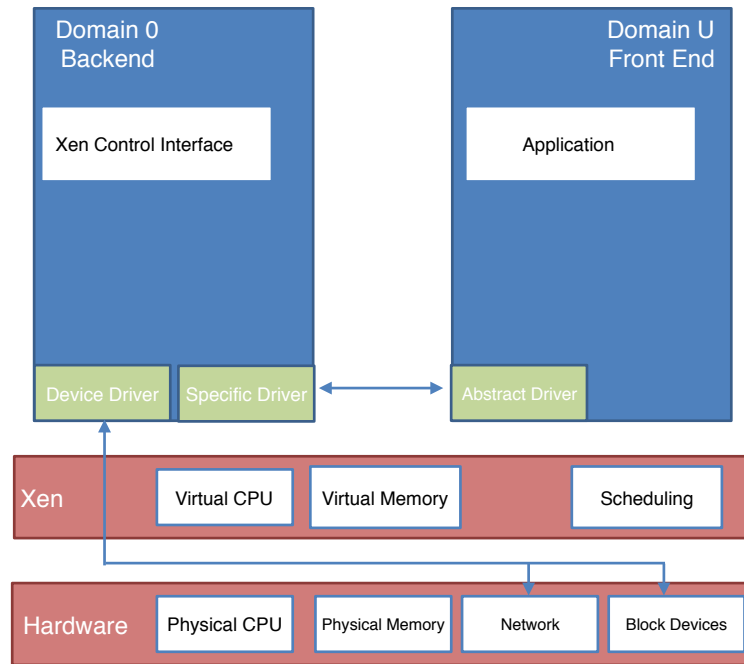 Domain 0
Backend
Domain U
Front End
Xen Control Interface
Application
Device Driver
Specific Driver
Abstract Driver
Xen
Virtual CPU
Virtual Memory
Scheduling
Hardware
Physical CPU
Physical Memory
Network
Block Devices